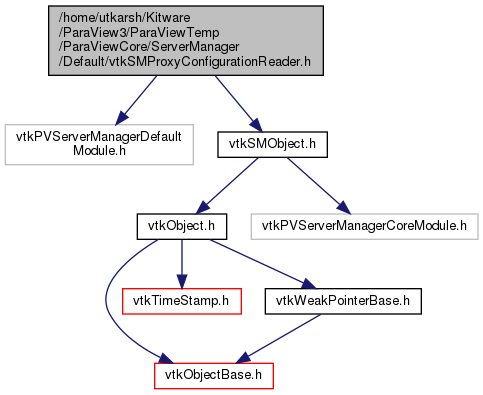 /home/utkarsh/Kitware
/ParaView3/ParaViewTemp
/ParaViewCore/ServerManager
/Default/vtkSMProxyConfigurationReader.h
vtkPVServerManagerDefault
Module.h
vtkSMObject.h
vtkObject.h
vtkPVServerManagerCoreModule.h
vtkTimeStamp.h
vtkWeakPointerBase.h
vtkObjectBase.h